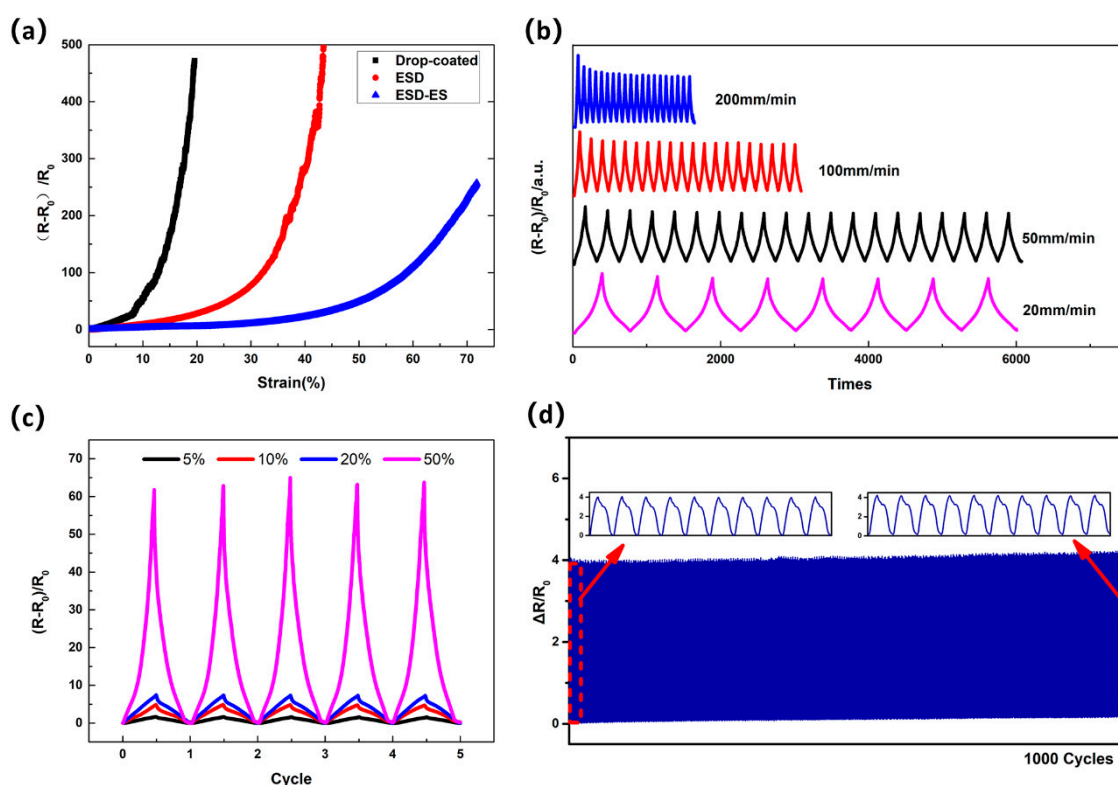 (a)
500
400
300
200
100
0
(R-R0)/R0
0 10 20 30 40 50 60 70
Strain(%)
Drop-coated
ESD
ESD-ES
(b)
(R-R0)/R0/a.u.
200mm/min
100mm/min
50mm/min
20mm/min
0 2000 4000 6000
Times
(c)
70
60
50
40
30
20
10
0
(R-R0)/R0
5% 10% 20% 50%
0 1 2 3 4 5
Cycle
(d)
6
4
2
0
ΔR/R0
4
2
0
4
2
0
1000 Cycles